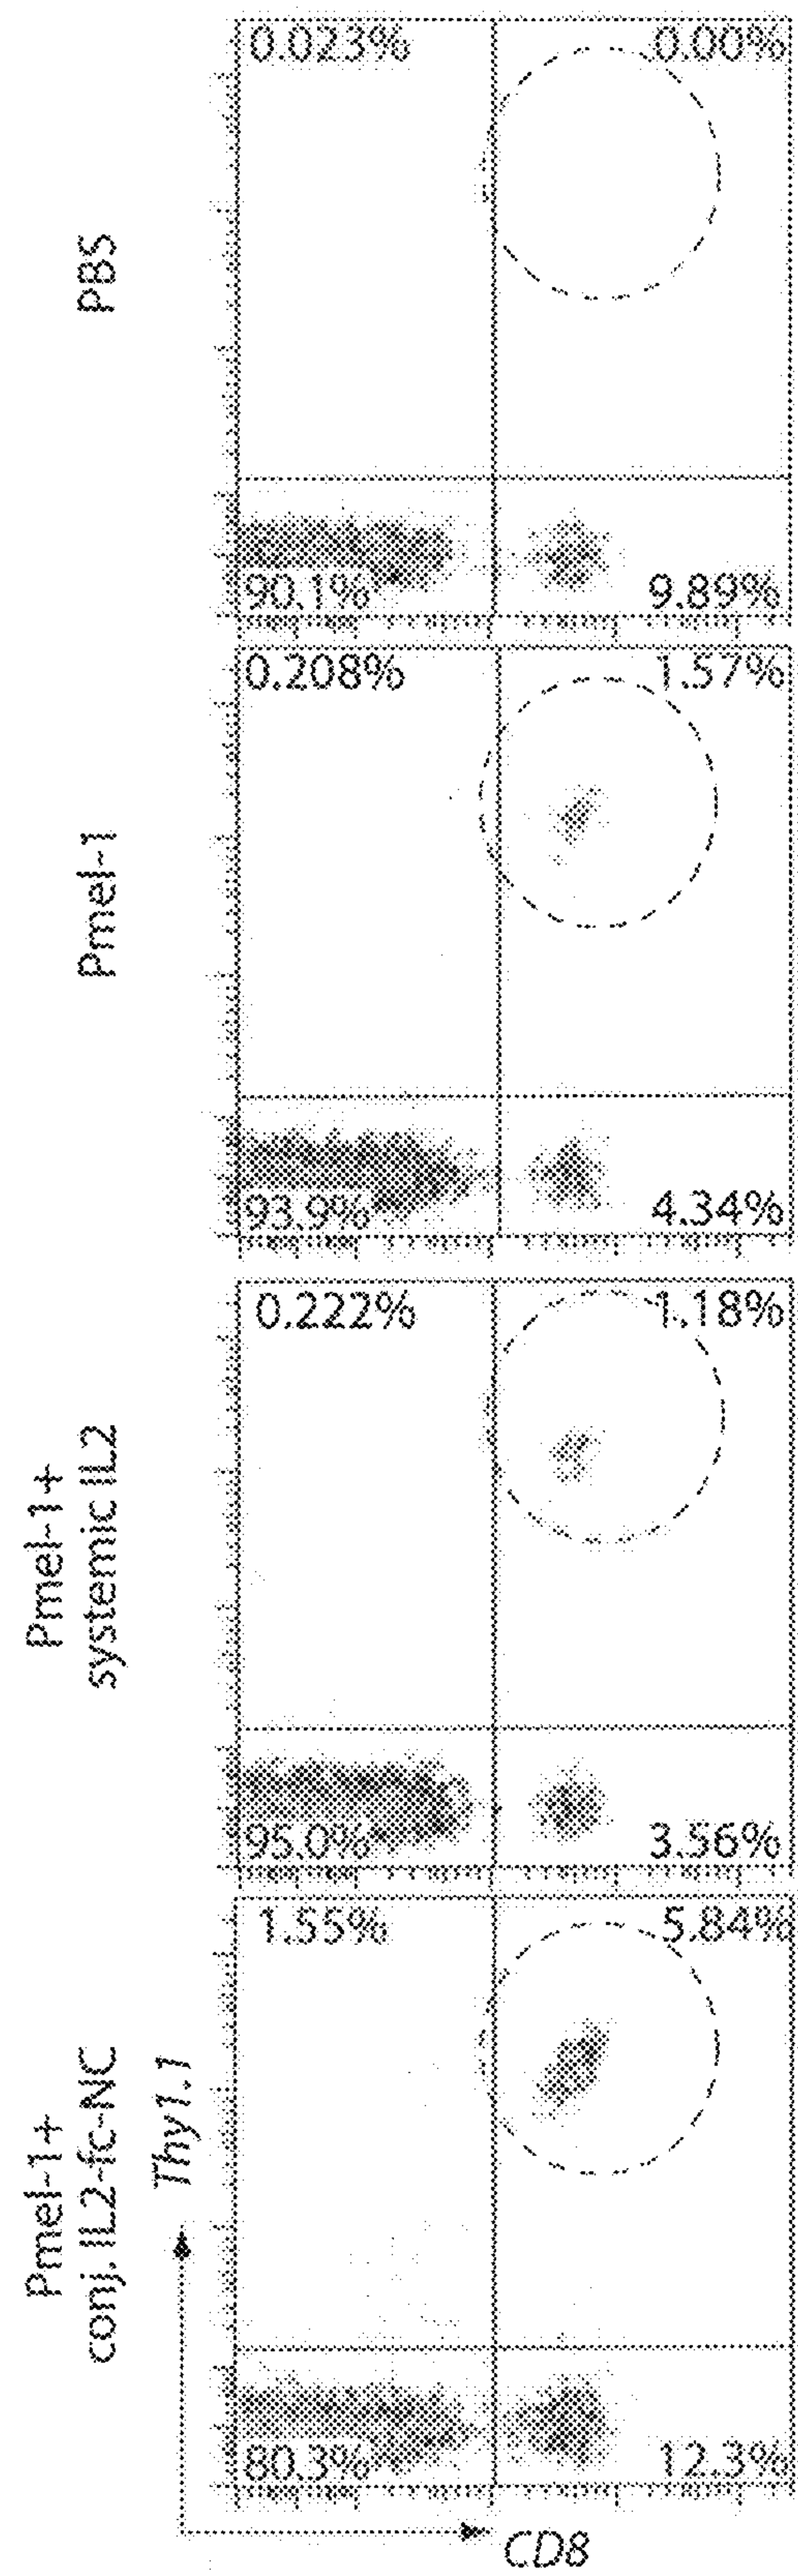 PBS
0.023%
0.00%
90.1%
9.89%
Pmel-1
0.208%
1.57%
93.9%
4.34%
Pmel-1+
systemic IL2
0.222%
1.18%
95.0%
3.56%
Pmel-1+
conj. IL2-fc-NC
1.55%
5.84%
80.3%
12.3%
Thy1.1
CD8